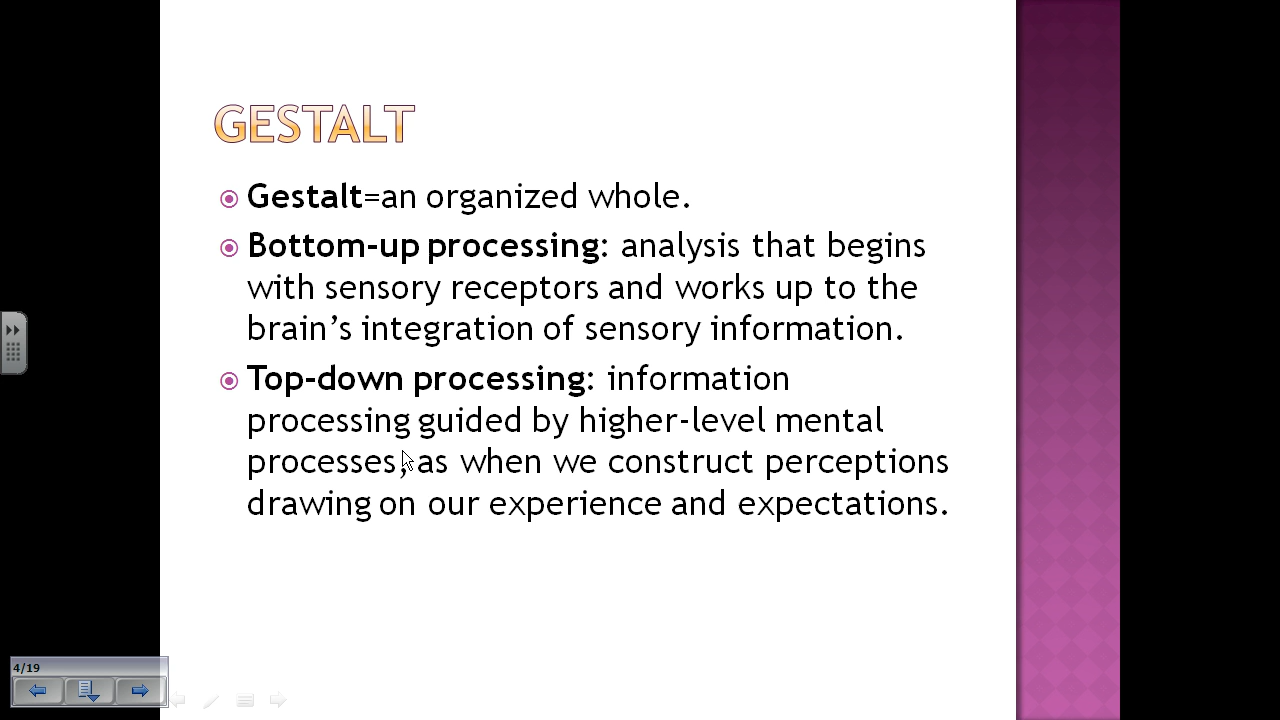 GESTALT
Gestalt=an organized whole.
Bottom-up processing: analysis that begins
with sensory receptors and works up to the
brain’s integration of sensory information.
Top-down processing: information
processing guided by higher-level mental
processes, as when we construct perceptions
drawing on our experience and expectations.
4/19